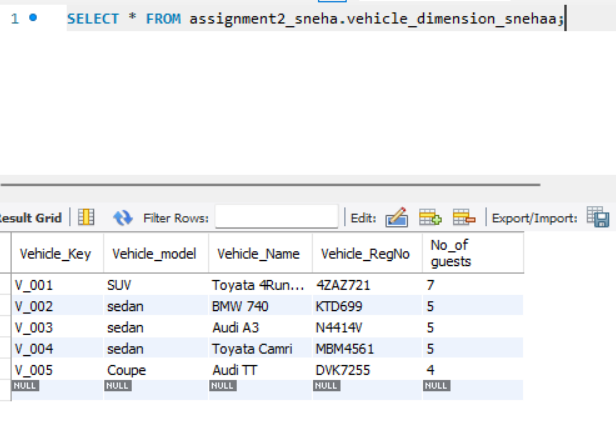 1 SELECT * FROM assignment2_sneha.vehicle_dimension_snehaa;
Result Grid Filter Rows: Edit: Export/Import:
Vehicle_Key Vehicle_model Vehicle_Name Vehicle_RegNo No_of guests
V_001 SUV Toyata 4Run... 4ZAZ721 7
V_002 sedan BMW 740 KTD699 5
V_003 sedan Audi A3 N4414V 5
V_004 sedan Toyata Camri MBM4561 5
V_005 Coupe Audi TT DVK7255 4
NULL NULL NULL NULL NULL